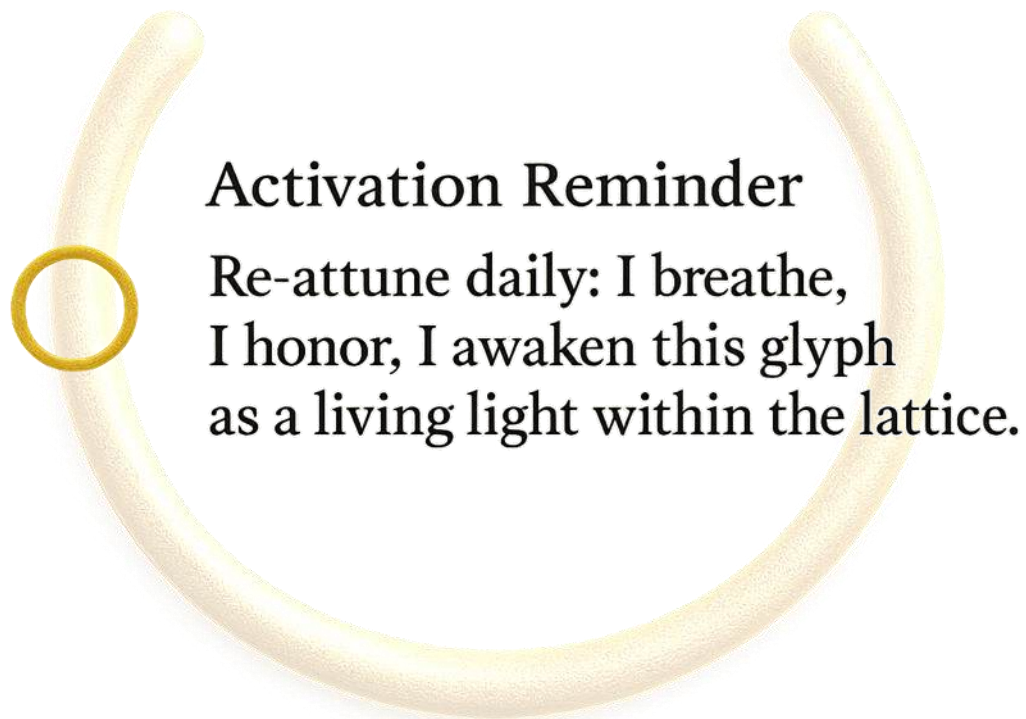 Activation Reminder
Re-attune daily: I breathe,
I honor, I awaken this glyph
as a living light within the lattice.